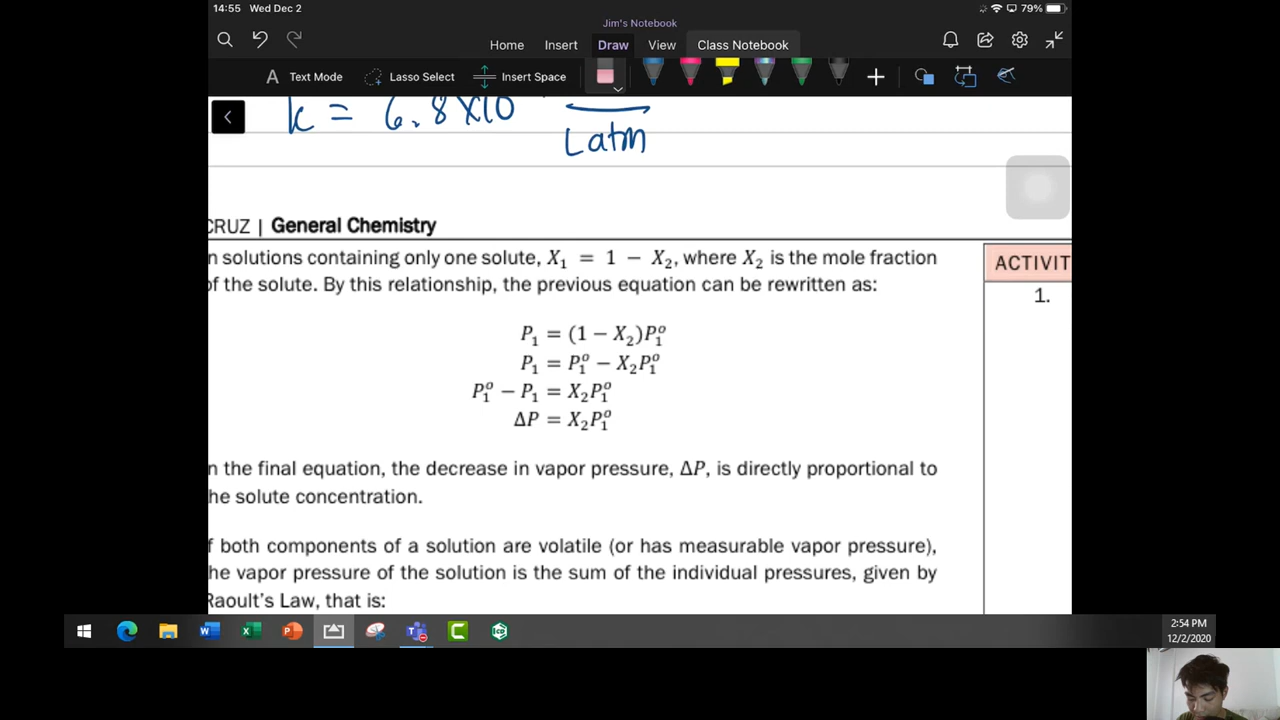 14:55 Wed Dec 2
79%
Jim's Notebook
Home Insert Draw View Class Notebook
Text Mode Lasso Select Insert Space
k = 6.8 x10
L atm
CRUZ | General Chemistry
n solutions containing only one solute, X₁ = 1 − X₂, where X₂ is the mole fraction
of the solute. By this relationship, the previous equation can be rewritten as:
P₁ = (1 − X₂)P₁ᵒ
P₁ = P₁ᵒ − X₂P₁ᵒ
P₁ᵒ − P₁ = X₂P₁ᵒ
ΔP = X₂P₁ᵒ
n the final equation, the decrease in vapor pressure, ΔP, is directly proportional to
he solute concentration.
f both components of a solution are volatile (or has measurable vapor pressure),
he vapor pressure of the solution is the sum of the individual pressures, given by
Raoult's Law, that is:
ACTIVIT
1.
2:54 PM
12/2/2020